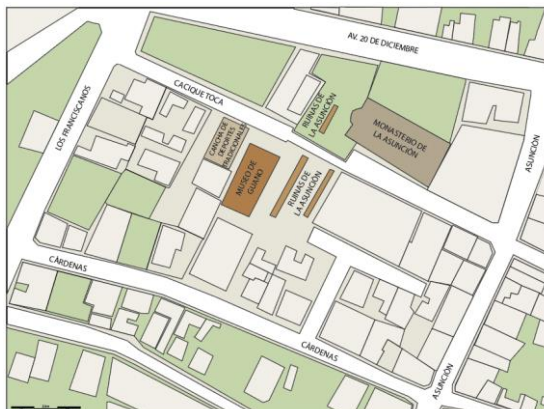 AV. 20 DE DICIEMBRE
CACIQUE TOCA
LOS FRANCISCANOS
RUINAS DE
LA ASUNCIÓN
MONASTERIO DE
LA ASUNCIÓN
ASUNCIÓN
CANCHA DE
DEPORTES
TRADICIONALES
MUSEO DE
GUANO
RUINAS DE
LA ASUNCIÓN
CÁRDENAS
CÁRDENAS
ASUNCIÓN